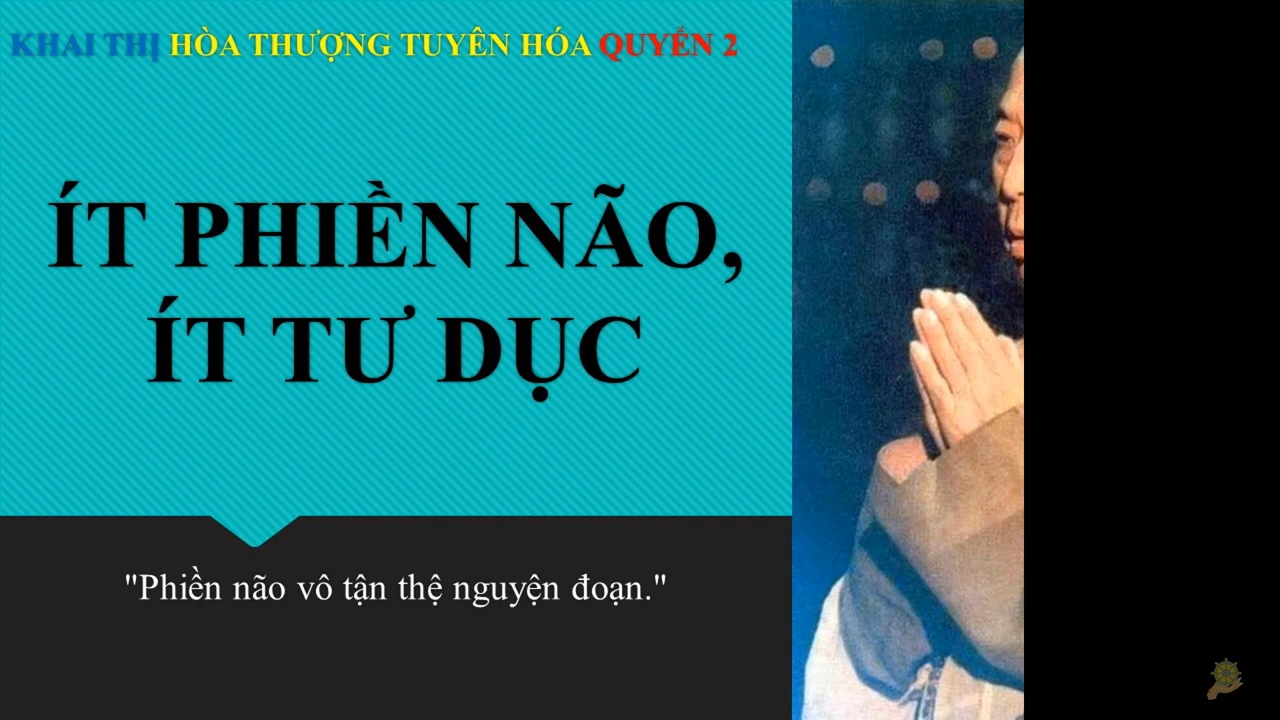 KHAI THỊ HÒA THƯỢNG TUYÊN HÓA QUYỂN 2
ÍT PHIỀN NÃO,
ÍT TƯ DỤC
"Phiền não vô tận thệ nguyện đoạn."